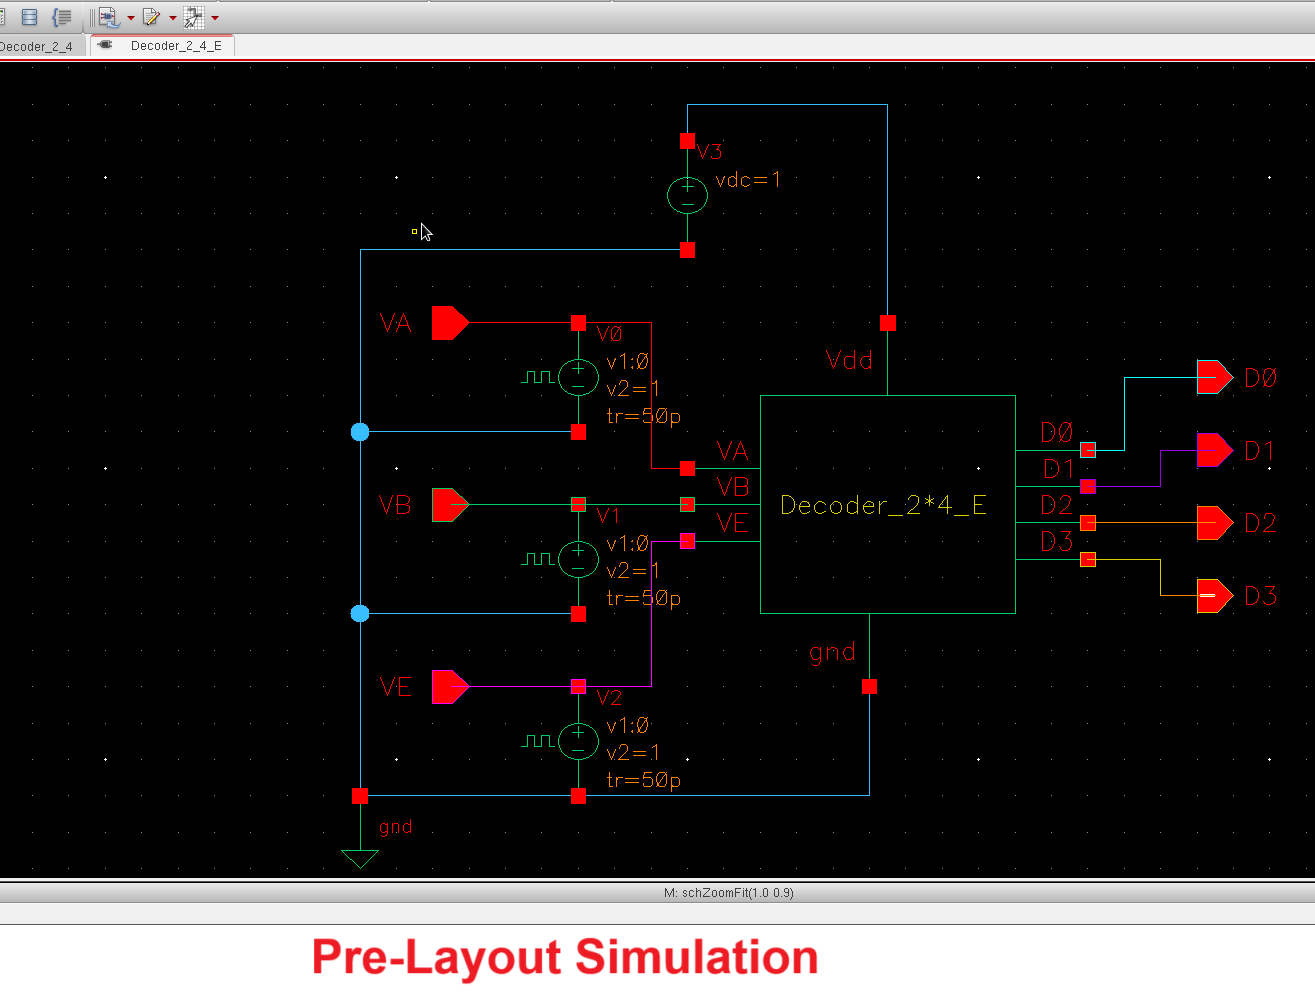 Decoder_2_4
Decoder_2_4_E
V3
vdc=1
VA
V0
v1:0
v2=1
tr=50p
Vdd
VA
VB
VE
Decoder_2*4_E
D0
D1
D2
D3
D0
D1
D2
D3
VB
V1
v1:0
v2=1
tr=50p
gnd
VE
V2
v1:0
v2=1
tr=50p
gnd
M: schZoomFit(1.0 0.9)
Pre-Layout Simulation